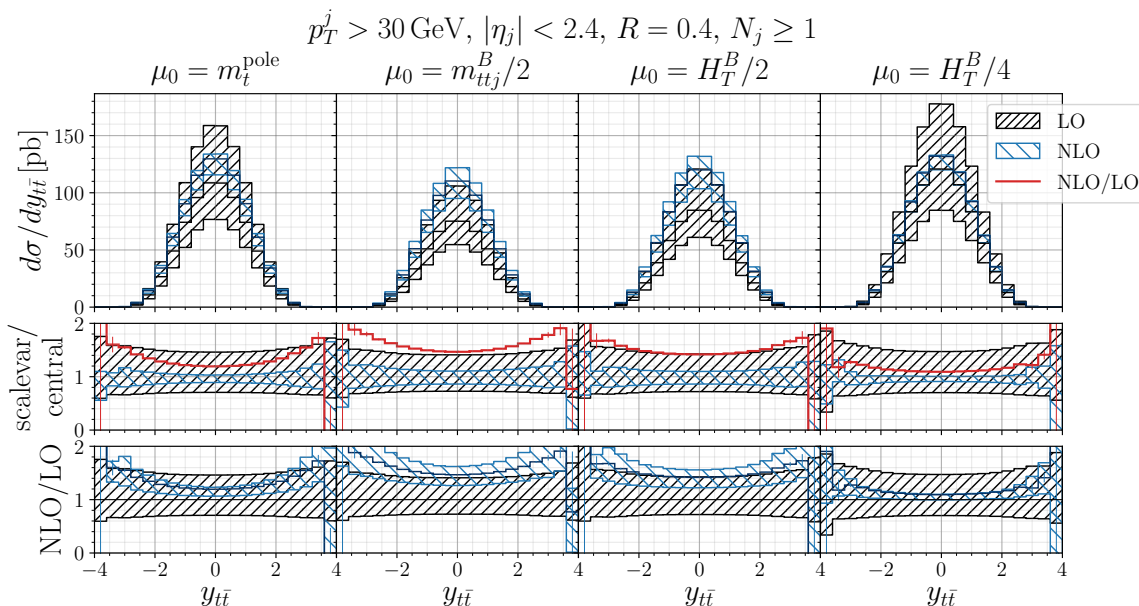 p_T^j > 30 GeV, |η_j| < 2.4, R = 0.4, N_j ≥ 1
μ_0 = m_t^pole
μ_0 = m_ttj^B/2
μ_0 = H_T^B/2
μ_0 = H_T^B/4
dσ/dy_tt̄ [pb]
150
100
50
0
LO
NLO
NLO/LO
scalevar/
central
2
1
0
NLO/LO
2
1
0
−4 −2 0 2 4 −2 0 2 4 −2 0 2 4 −2 0 2 4
y_tt̄ y_tt̄ y_tt̄ y_tt̄